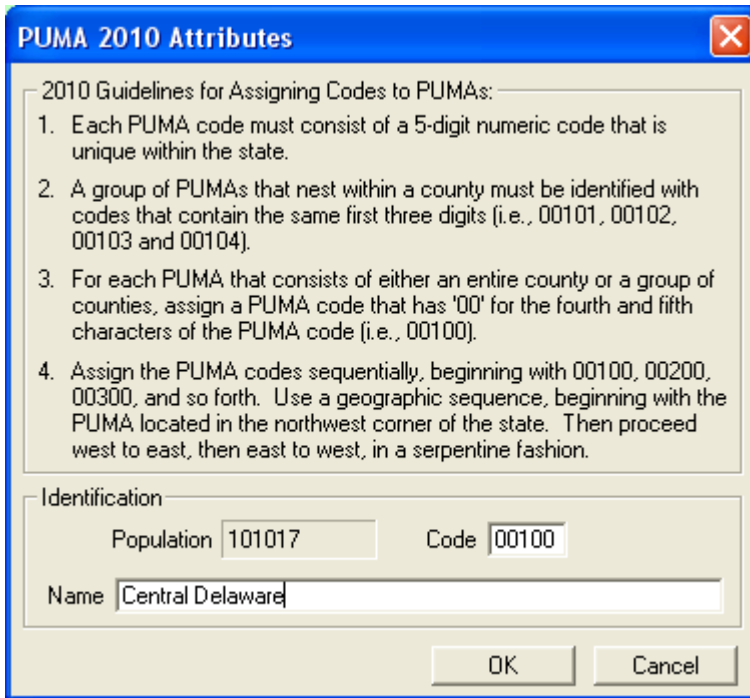 PUMA 2010 Attributes
2010 Guidelines for Assigning Codes to PUMAs:
1. Each PUMA code must consist of a 5-digit numeric code that is
unique within the state.
2. A group of PUMAs that nest within a county must be identified with
codes that contain the same first three digits (i.e., 00101, 00102,
00103 and 00104).
3. For each PUMA that consists of either an entire county or a group of
counties, assign a PUMA code that has '00' for the fourth and fifth
characters of the PUMA code (i.e., 00100).
4. Assign the PUMA codes sequentially, beginning with 00100, 00200,
00300, and so forth. Use a geographic sequence, beginning with the
PUMA located in the northwest corner of the state. Then proceed
west to east, then east to west, in a serpentine fashion.
Identification
Population 101017 Code 00100
Name Central Delaware
OK Cancel